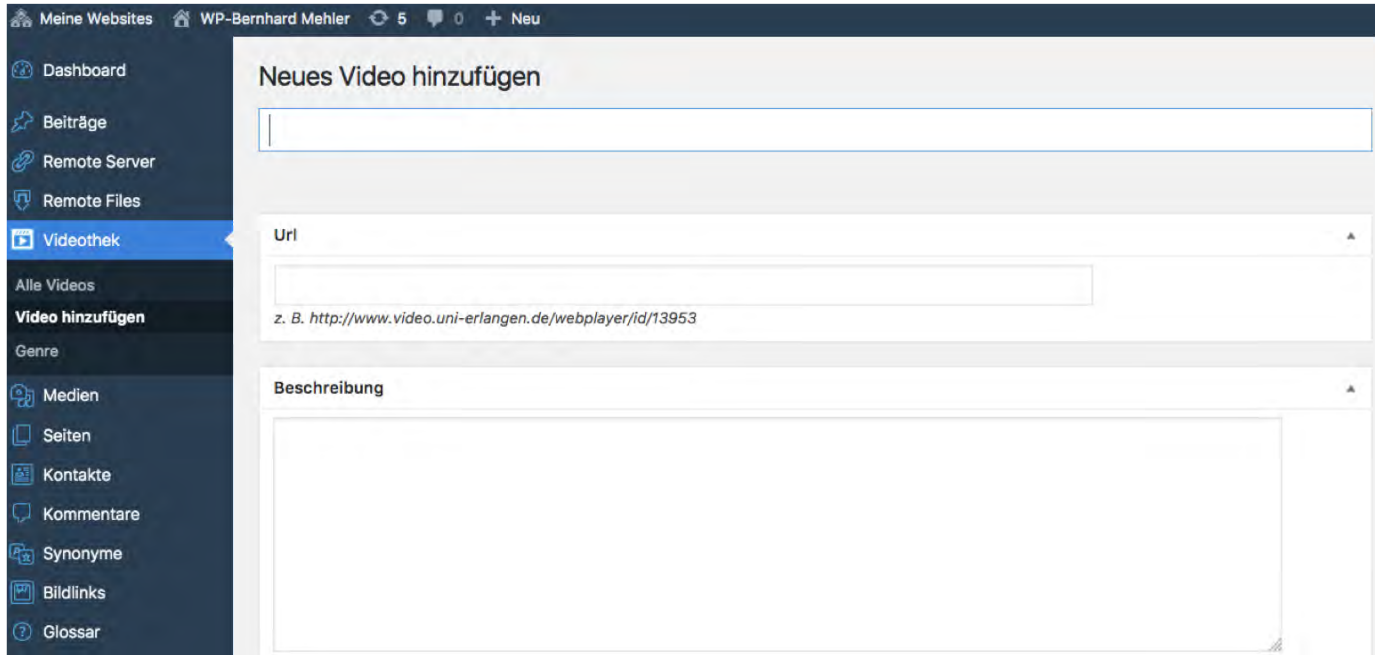 Meine Websites WP-Bernhard Mehler 5 0 + Neu
Dashboard
Beiträge
Remote Server
Remote Files
Videothek
Alle Videos
Video hinzufügen
Genre
Medien
Seiten
Kontakte
Kommentare
Synonyme
Bildlinks
Glossar
Neues Video hinzufügen
Url
z. B. http://www.video.uni-erlangen.de/webplayer/id/13953
Beschreibung